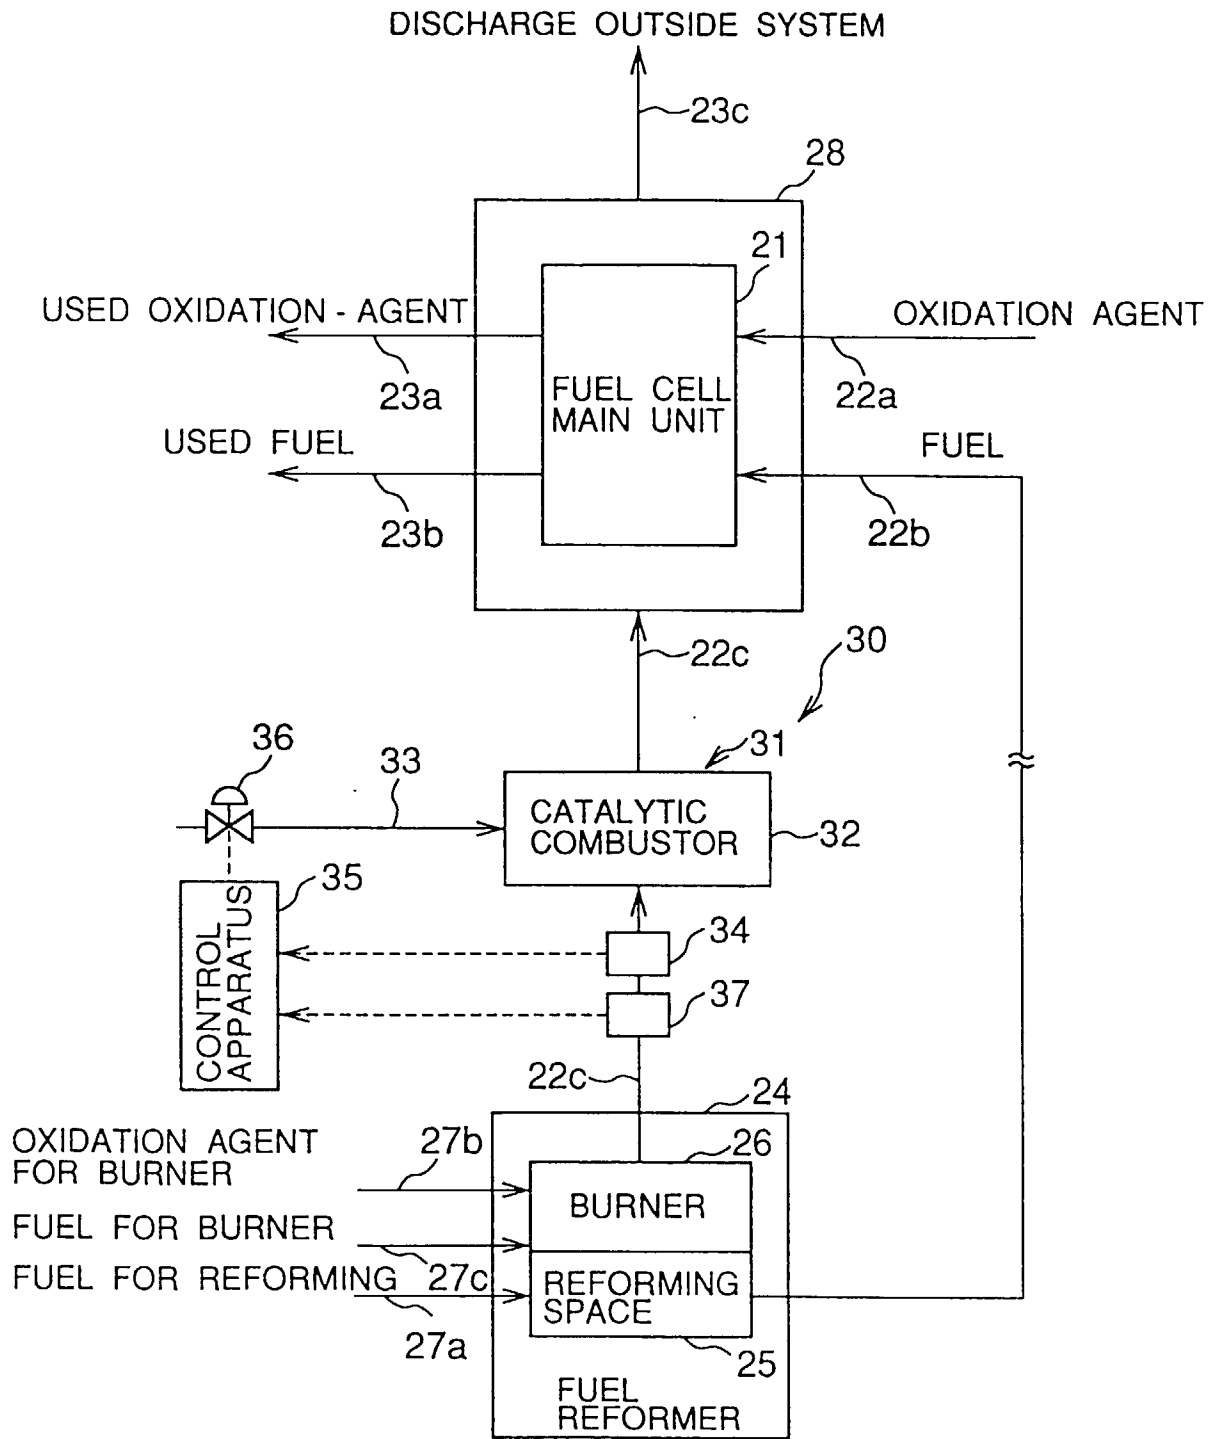 DISCHARGE OUTSIDE SYSTEM
23c
28
21
USED OXIDATION - AGENT
OXIDATION AGENT
23a
FUEL CELL
MAIN UNIT
22a
USED FUEL
FUEL
23b
22b
22c
30
36
33
31
CATALYTIC
COMBUSTOR
32
35
CONTROL
APPARATUS
34
37
22c
24
OXIDATION AGENT
FOR BURNER
27b
26
BURNER
FUEL FOR BURNER
27c
FUEL FOR REFORMING
REFORMING
SPACE
27a
25
FUEL
REFORMER